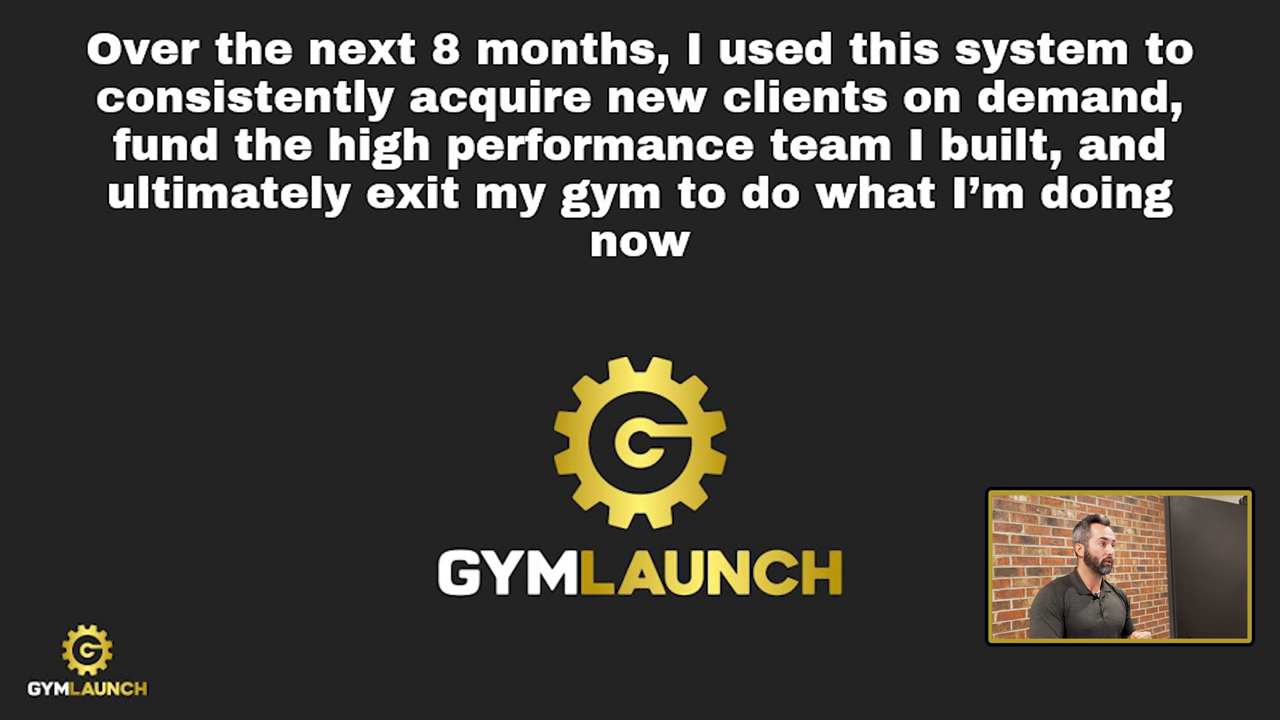 Over the next 8 months, I used this system to
consistently acquire new clients on demand,
fund the high performance team I built, and
ultimately exit my gym to do what I’m doing
now
GYMLAUNCH
GYMLAUNCH